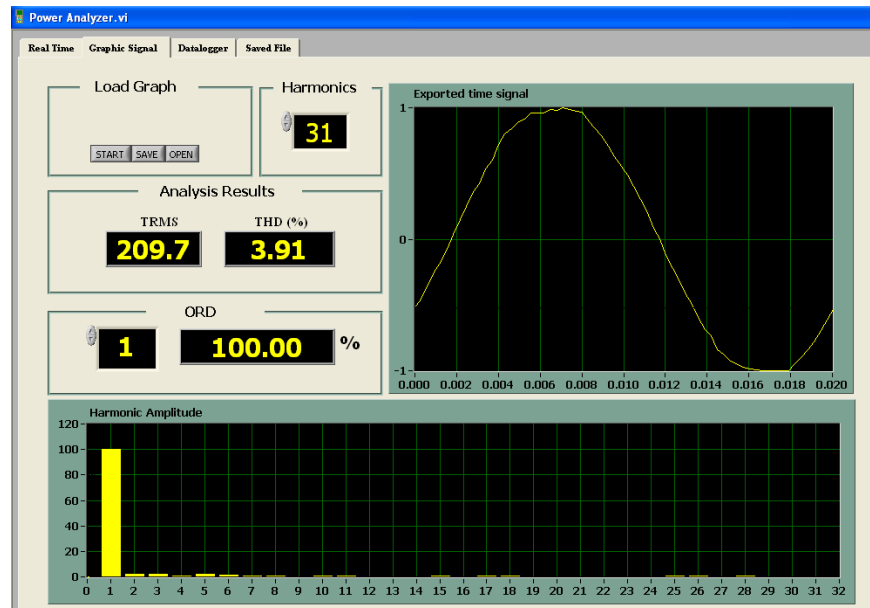 Power Analyzer.vi
Real Time Graphic Signal Datalogger Saved File
Load Graph
START SAVE OPEN
Harmonics
31
Analysis Results
TRMS THD (%)
209.7 3.91
ORD
1 100.00 %
Exported time signal
1
0
-1
0.000 0.002 0.004 0.006 0.008 0.010 0.012 0.014 0.016 0.018 0.020
Harmonic Amplitude
120
100
80
60
40
20
0
0 1 2 3 4 5 6 7 8 9 10 11 12 13 14 15 16 17 18 19 20 21 22 23 24 25 26 27 28 29 30 31 32